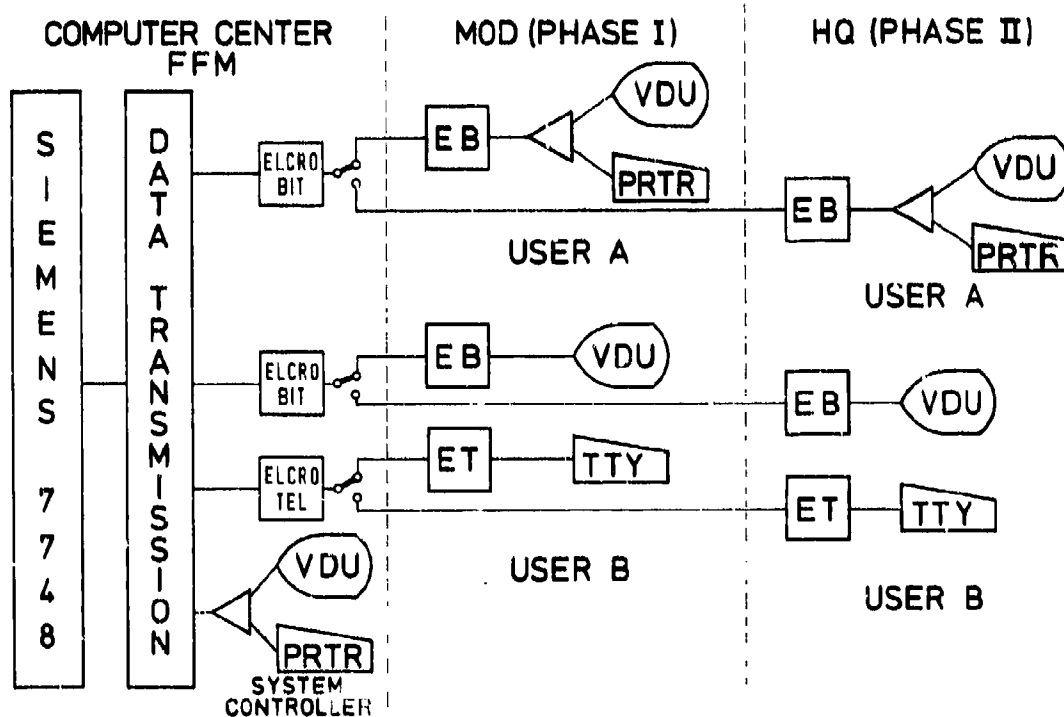 COMPUTER CENTER
FFM
MOD (PHASE I)
HQ (PHASE II)
SIEMENS 7748
DATA TRANSMISSION
ELCRO
BIT
EB
VDU
PRTR
USER A
EB
VDU
PRTR
USER A
ELCRO
BIT
EB
VDU
EB
VDU
ELCRO
TEL
ET
TTY
ET
TTY
USER B
USER B
VDU
PRTR
SYSTEM
CONTROLLER